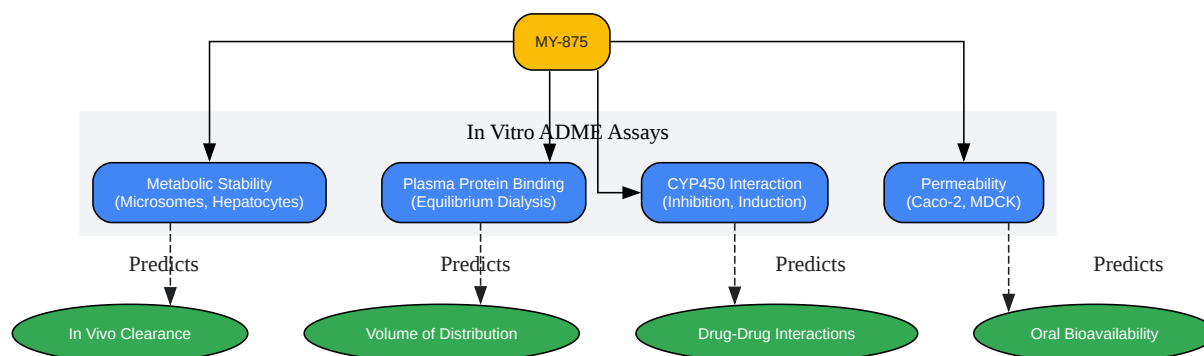 MY-875
In Vitro ADME Assays
Metabolic Stability
(Microsomes, Hepatocytes)
Plasma Protein Binding
(Equilibrium Dialysis)
CYP450 Interaction
(Inhibition, Induction)
Permeability
(Caco-2, MDCK)
Predicts
Predicts
Predicts
Predicts
In Vivo Clearance
Volume of Distribution
Drug-Drug Interactions
Oral Bioavailability